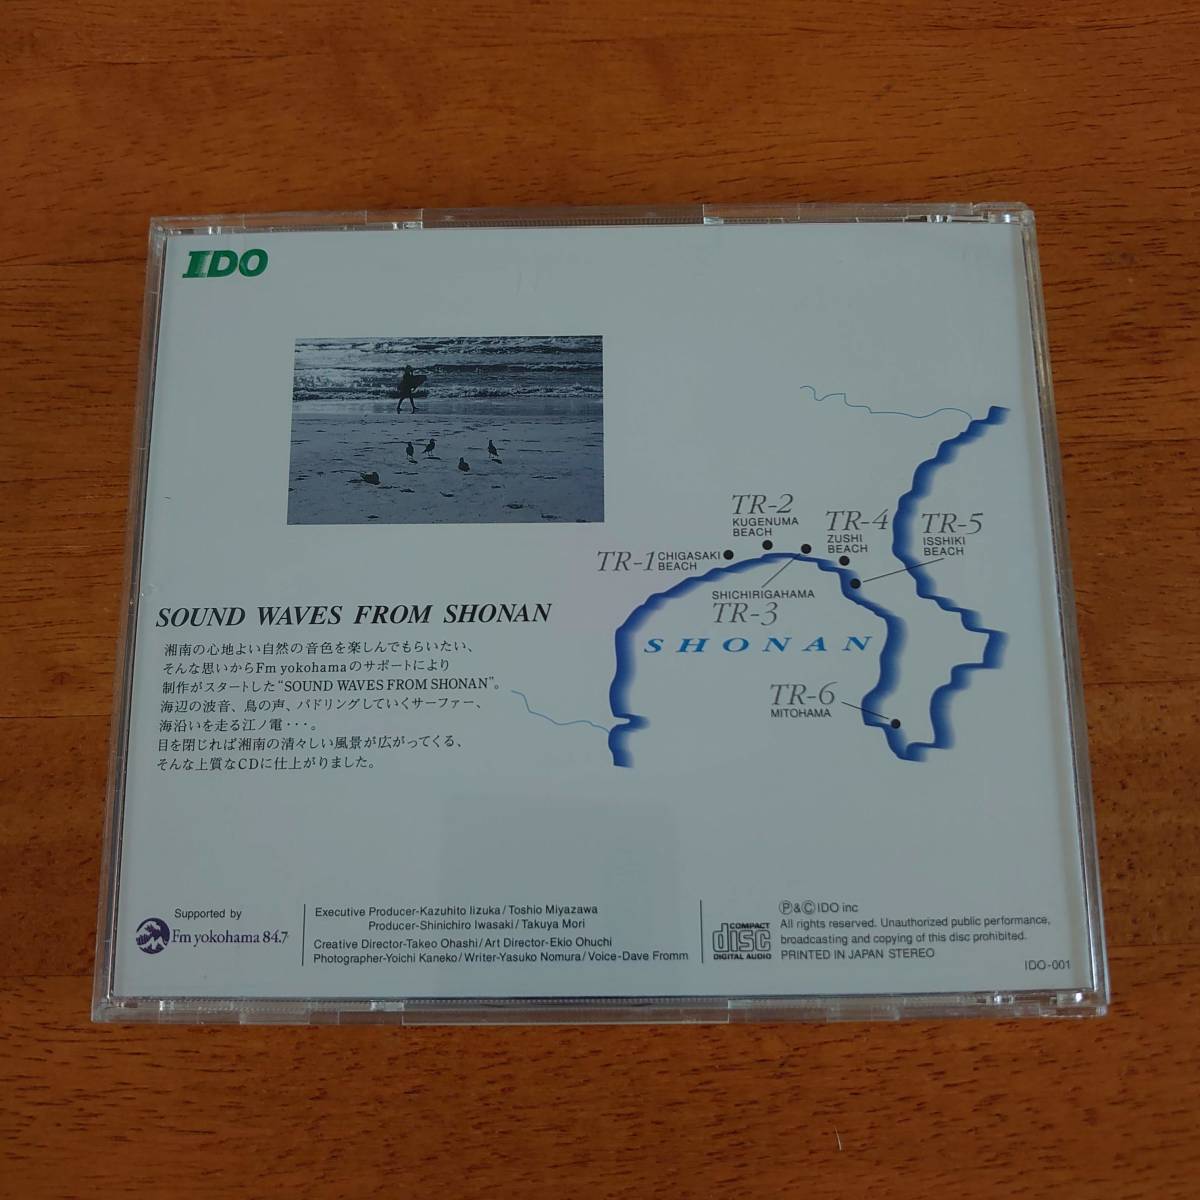 IDO
TR-2
KUGENUMA
BEACH
TR-4
ZUSHI
BEACH
TR-5
ISSHIKI
BEACH
TR-1 CHIGASAKI
BEACH
SHICHIRIGAHAMA
TR-3
SHONAN
TR-6
MITOHAMA
SOUND WAVES FROM SHONAN
湘南の心地よい自然の音色を楽しんでもらいたい、
そんな思いからFm yokohamaのサポートにより
制作がスタートした“SOUND WAVES FROM SHONAN”。
海辺の波音、鳥の声、パドリングしていくサーファー、
海沿いを走る江ノ電・・・。
目を閉じれば湘南の清々しい風景が広がってくる、
そんな上質なCDに仕上がりました。
Supported by
Fm yokohama 84.7
Executive Producer-Kazuhito Iizuka/Toshio Miyazawa
Producer-Shinichiro Iwasaki/Takuya Mori
Creative Director-Takeo Ohashi/Art Director-Ekio Ohuchi
Photographer-Yoichi Kaneko/Writer-Yasuko Nomura/Voice-Dave Fromm
COMPACT
disc
DIGITAL AUDIO
Ⓟ&Ⓒ IDO inc
All rights reserved. Unauthorized public performance,
broadcasting and copying of this disc prohibited.
PRINTED IN JAPAN STEREO
IDO-001